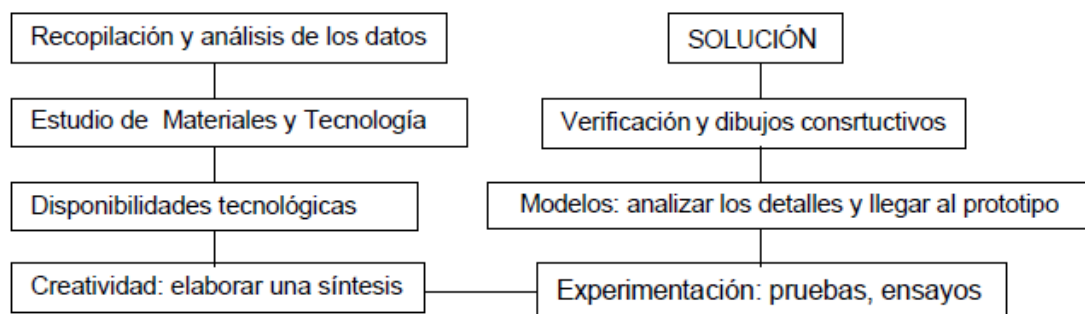 Recopilación y análisis de los datos
SOLUCIÓN
Estudio de Materiales y Tecnología
Verificación y dibujos consrtuctivos
Disponibilidades tecnológicas
Modelos: analizar los detalles y llegar al prototipo
Creatividad: elaborar una síntesis
Experimentación: pruebas, ensayos